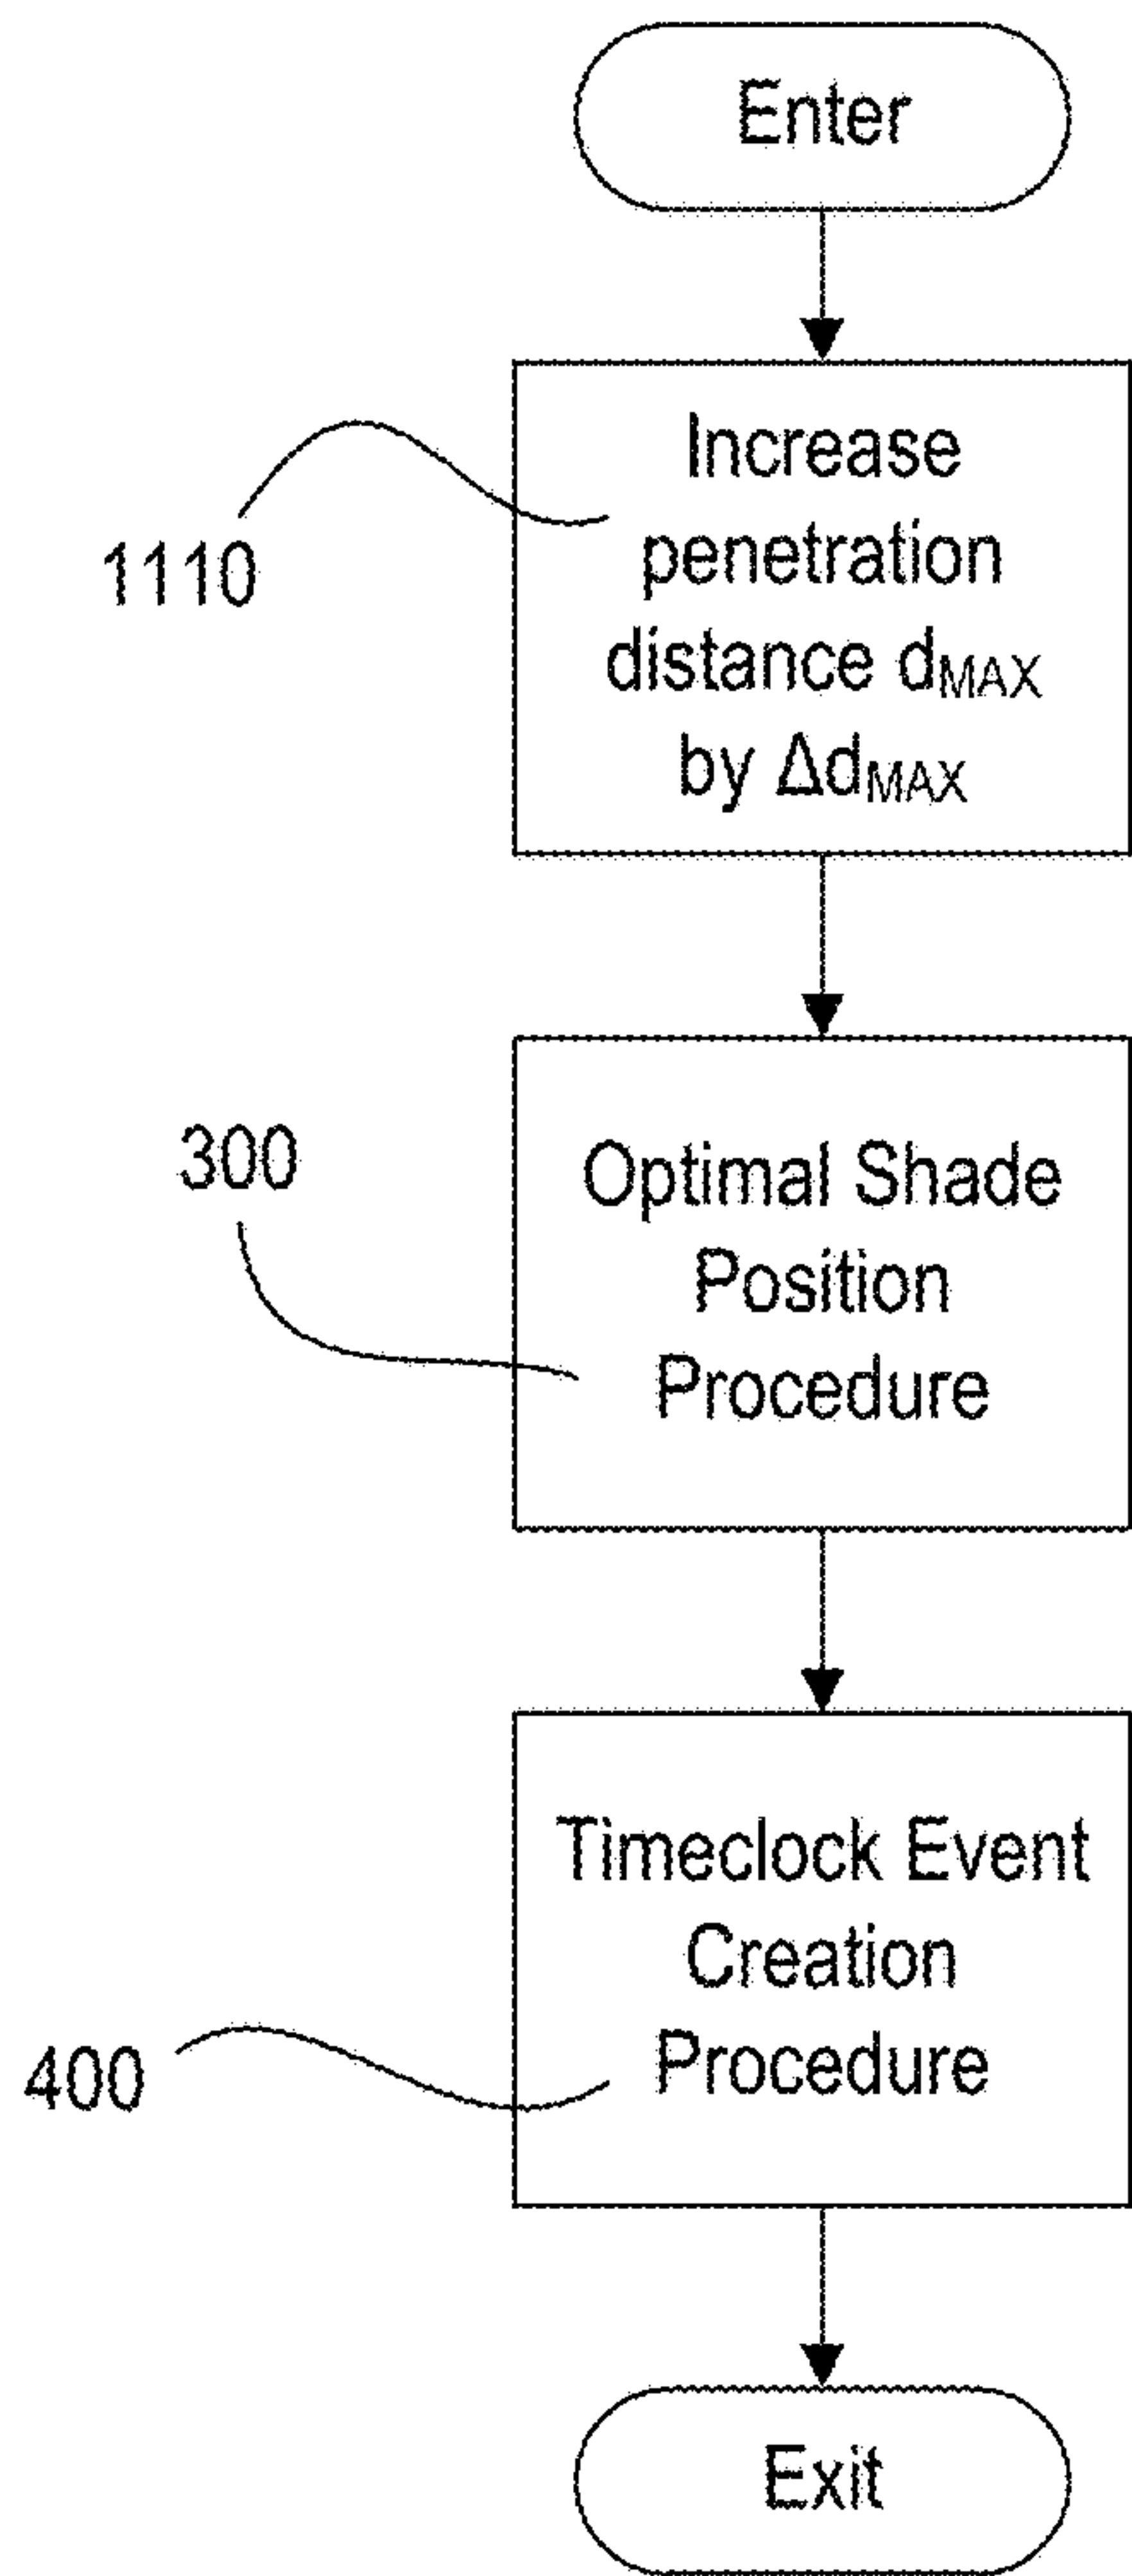 Enter
1110
Increase
penetration
distance dMAX
by ΔdMAX
300
Optimal Shade
Position
Procedure
400
Timeclock Event
Creation
Procedure
Exit